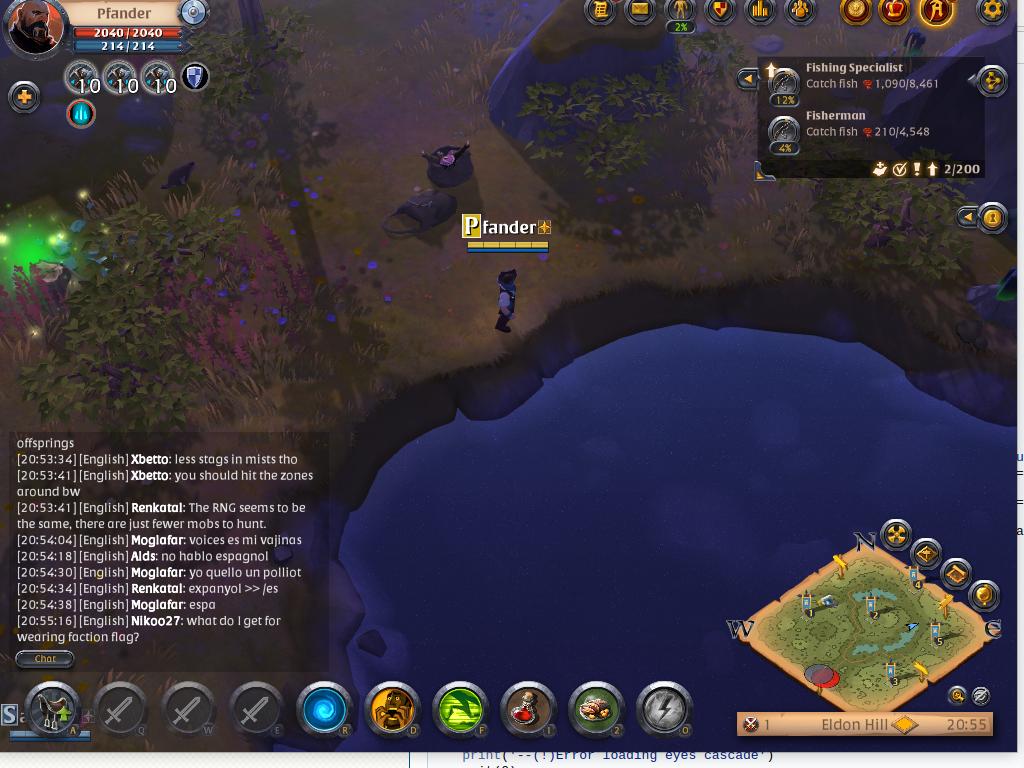 Pfander
2040/2040
214/214
10 10 10
2%
Fishing Specialist
Catch fish 1,090/8,461
12%
Fisherman
Catch fish 210/4,548
4%
2/200
Pfander
offsprings
[20:53:34] [English] Xbetto: less stags in mists tho
[20:53:41] [English] Xbetto: you should hit the zones
around bw
[20:53:41] [English] Renkatal: The RNG seems to be
the same, there are just fewer mobs to hunt.
[20:54:04] [English] Moglafar: voices es mi vajinas
[20:54:18] [English] Alds: no hablo espagnol
[20:54:30] [English] Moglafar: yo quello un polliot
[20:54:34] [English] Renkatal: expanyol >> /es
[20:54:38] [English] Moglafar: espa
[20:55:16] [English] Nikoo27: what do I get for
wearing faction flag?
Chat
N
W
E
1
2
3
4
5
A Q W E R D F 1 2 O
1 Eldon Hill 20:55
print('--(!)Error loading eyes cascade')